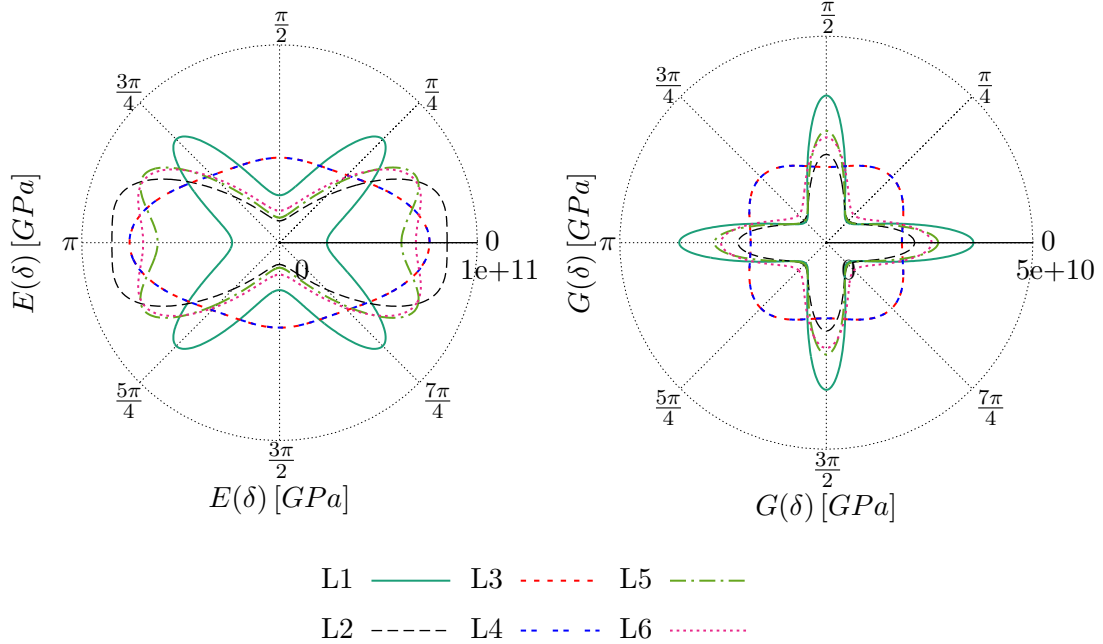 π/2
3π/4
π/4
π
0
0
1e+11
5π/4
7π/4
3π/2
E(δ) [GPa]
E(δ) [GPa]
π/2
3π/4
π/4
π
0
0
5e+10
5π/4
7π/4
3π/2
G(δ) [GPa]
G(δ) [GPa]
L1 L3 L5
L2 L4 L6